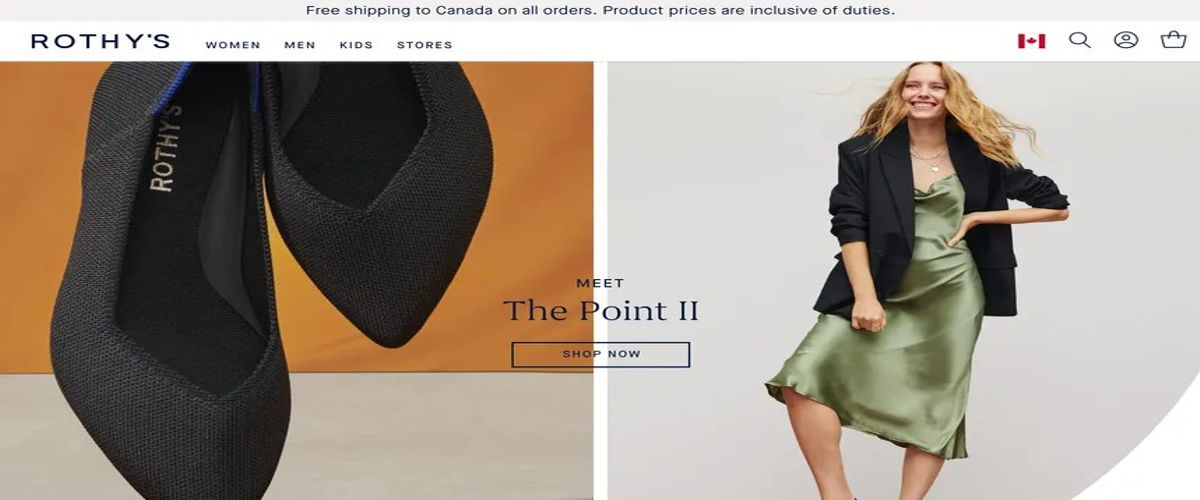 Free shipping to Canada on all orders. Product prices are inclusive of duties.
ROTHY'S WOMEN MEN KIDS STORES
ROTHY'S
MEET
The Point II
SHOP NOW